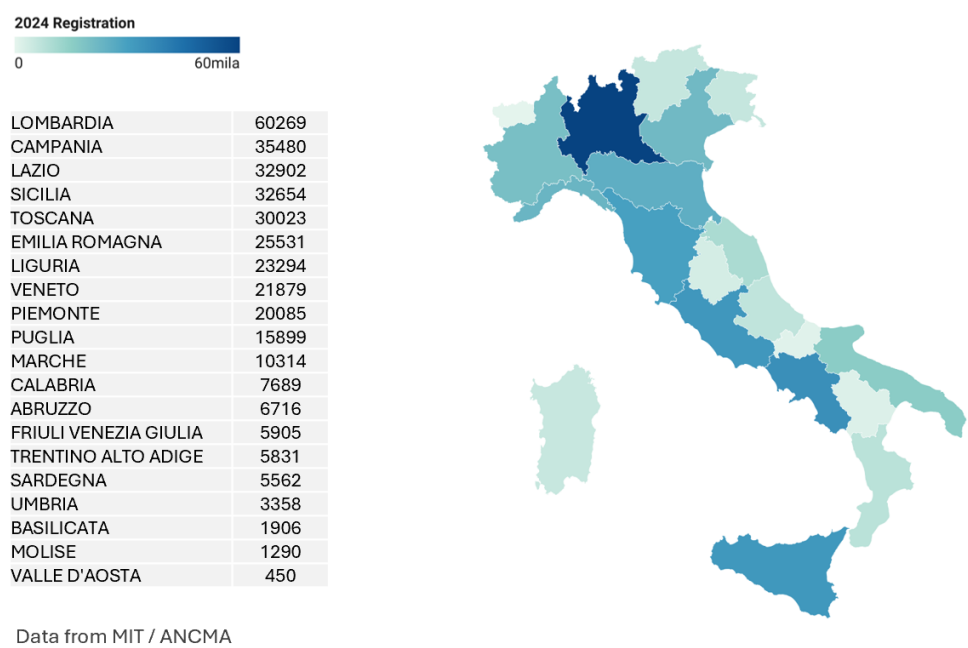 2024 Registration
0 60mila
LOMBARDIA 60269
CAMPANIA 35480
LAZIO 32902
SICILIA 32654
TOSCANA 30023
EMILIA ROMAGNA 25531
LIGURIA 23294
VENETO 21879
PIEMONTE 20085
PUGLIA 15899
MARCHE 10314
CALABRIA 7689
ABRUZZO 6716
FRIULI VENEZIA GIULIA 5905
TRENTINO ALTO ADIGE 5831
SARDEGNA 5562
UMBRIA 3358
BASILICATA 1906
MOLISE 1290
VALLE D'AOSTA 450
Data from MIT / ANCMA